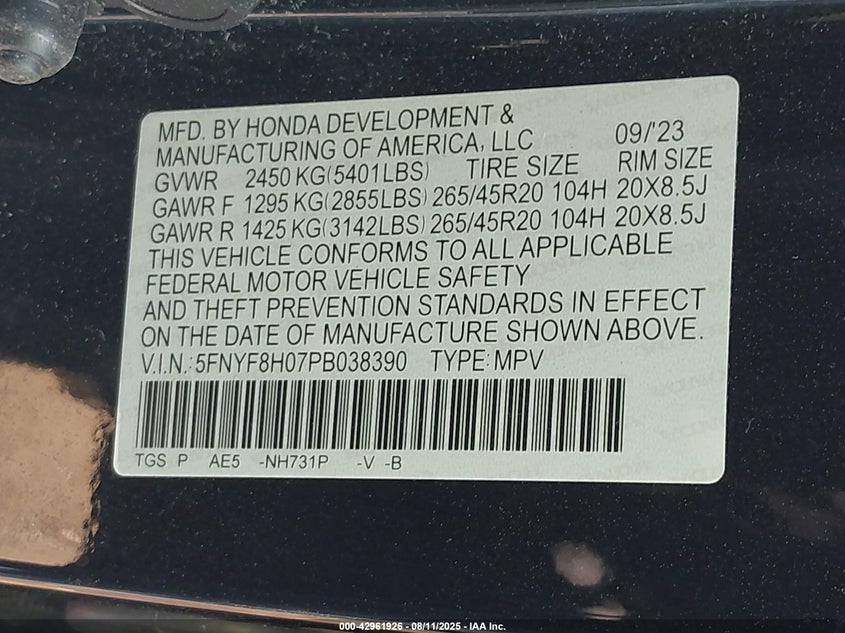 MFD. BY HONDA DEVELOPMENT &
MANUFACTURING OF AMERICA, LLC 09/'23
GVWR 2450 KG(5401LBS) TIRE SIZE RIM SIZE
GAWR F 1295 KG(2855LBS) 265/45R20 104H 20X8.5J
GAWR R 1425 KG(3142LBS) 265/45R20 104H 20X8.5J
THIS VEHICLE CONFORMS TO ALL APPLICABLE
FEDERAL MOTOR VEHICLE SAFETY
AND THEFT PREVENTION STANDARDS IN EFFECT
ON THE DATE OF MANUFACTURE SHOWN ABOVE.
V.I.N.: 5FNYF8H07PB038390 TYPE: MPV
TGS P AE5 -NH731P -V -B
000-42961926 - 08/11/2025 - IAA Inc.